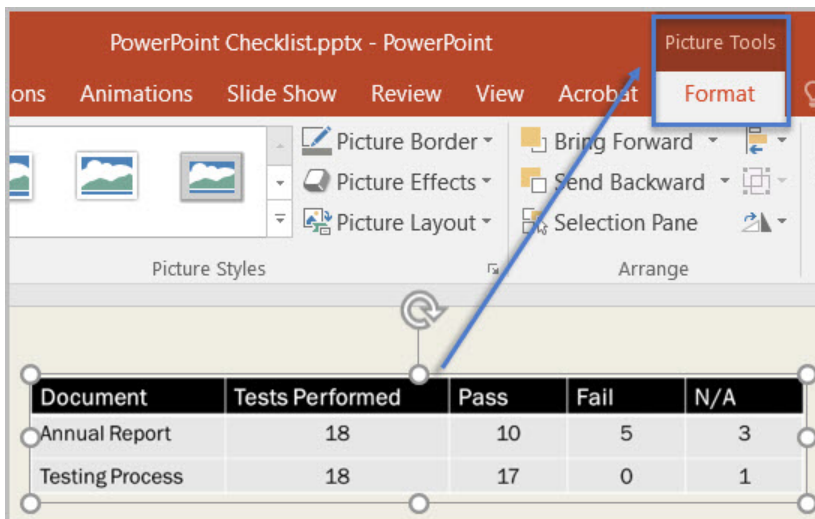 PowerPoint Checklist.pptx - PowerPoint
Picture Tools
ons Animations Slide Show Review View Acrobat Format
Picture Border
Bring Forward
Picture Effects
Send Backward
Picture Layout
Selection Pane
Picture Styles
Arrange
Document Tests Performed Pass Fail N/A
Annual Report 18 10 5 3
Testing Process 18 17 0 1